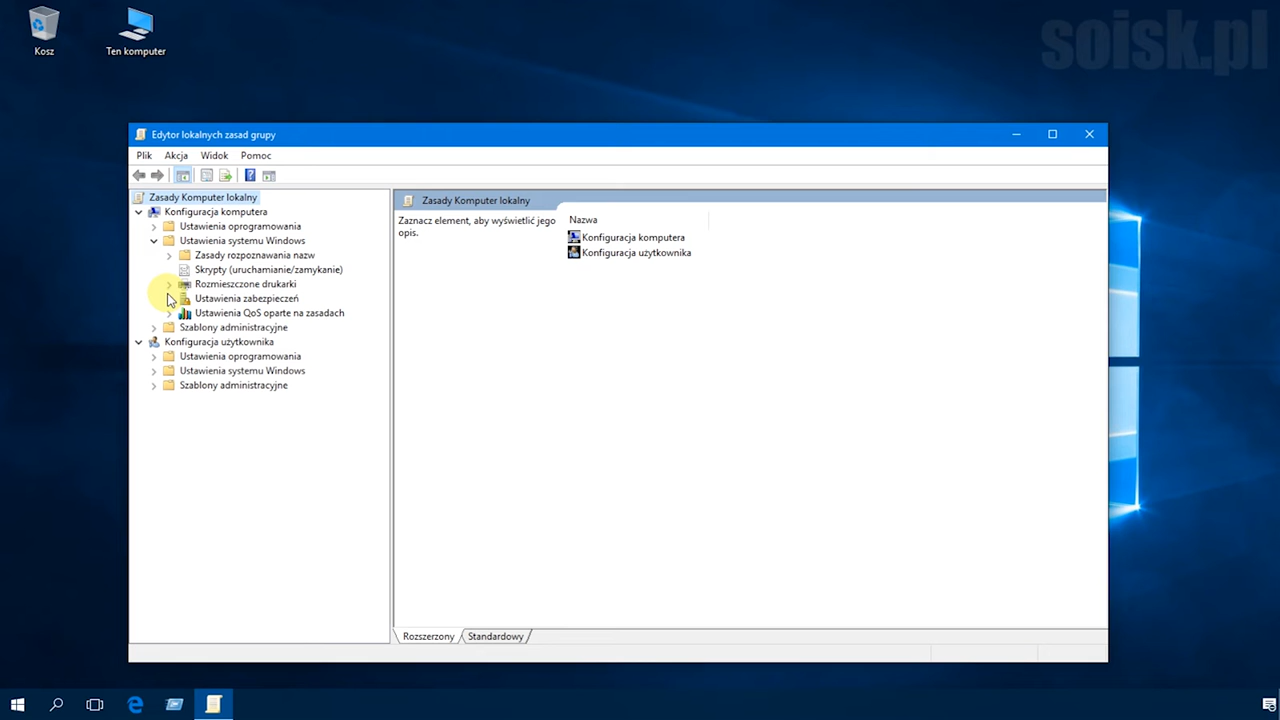 soisk.pl
Kosz
Ten komputer
Edytor lokalnych zasad grupy
Plik Akcja Widok Pomoc
Zasady Komputer lokalny
Konfiguracja komputera
Ustawienia oprogramowania
Ustawienia systemu Windows
Zasady rozpoznawania nazw
Skrypty (uruchamianie/zamykanie)
Rozmieszczone drukarki
Ustawienia zabezpieczeń
Ustawienia QoS oparte na zasadach
Szablony administracyjne
Konfiguracja użytkownika
Ustawienia oprogramowania
Ustawienia systemu Windows
Szablony administracyjne
Zasady Komputer lokalny
Zaznacz element, aby wyświetlić jego
opis.
Nazwa
Konfiguracja komputera
Konfiguracja użytkownika
Rozszerzony Standardowy